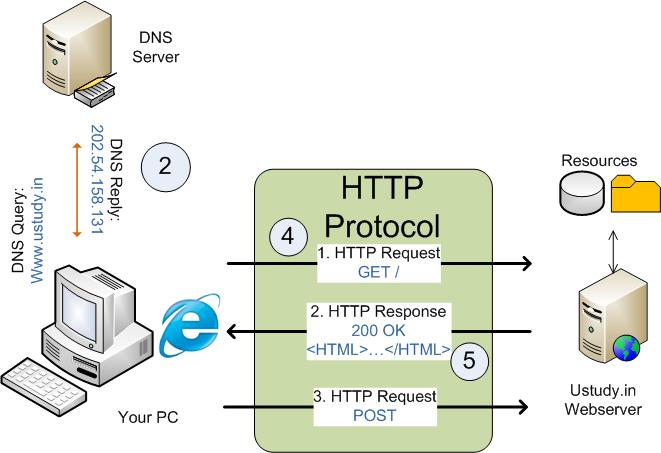 DNS
Server
DNS Query:
Www.ustudy.in
DNS Reply:
202.54.158.131
2
HTTP
Protocol
4
1. HTTP Request
GET /
2. HTTP Response
200 OK
<HTML>...</HTML>
5
3. HTTP Request
POST
Your PC
Resources
Ustudy.in
Webserver